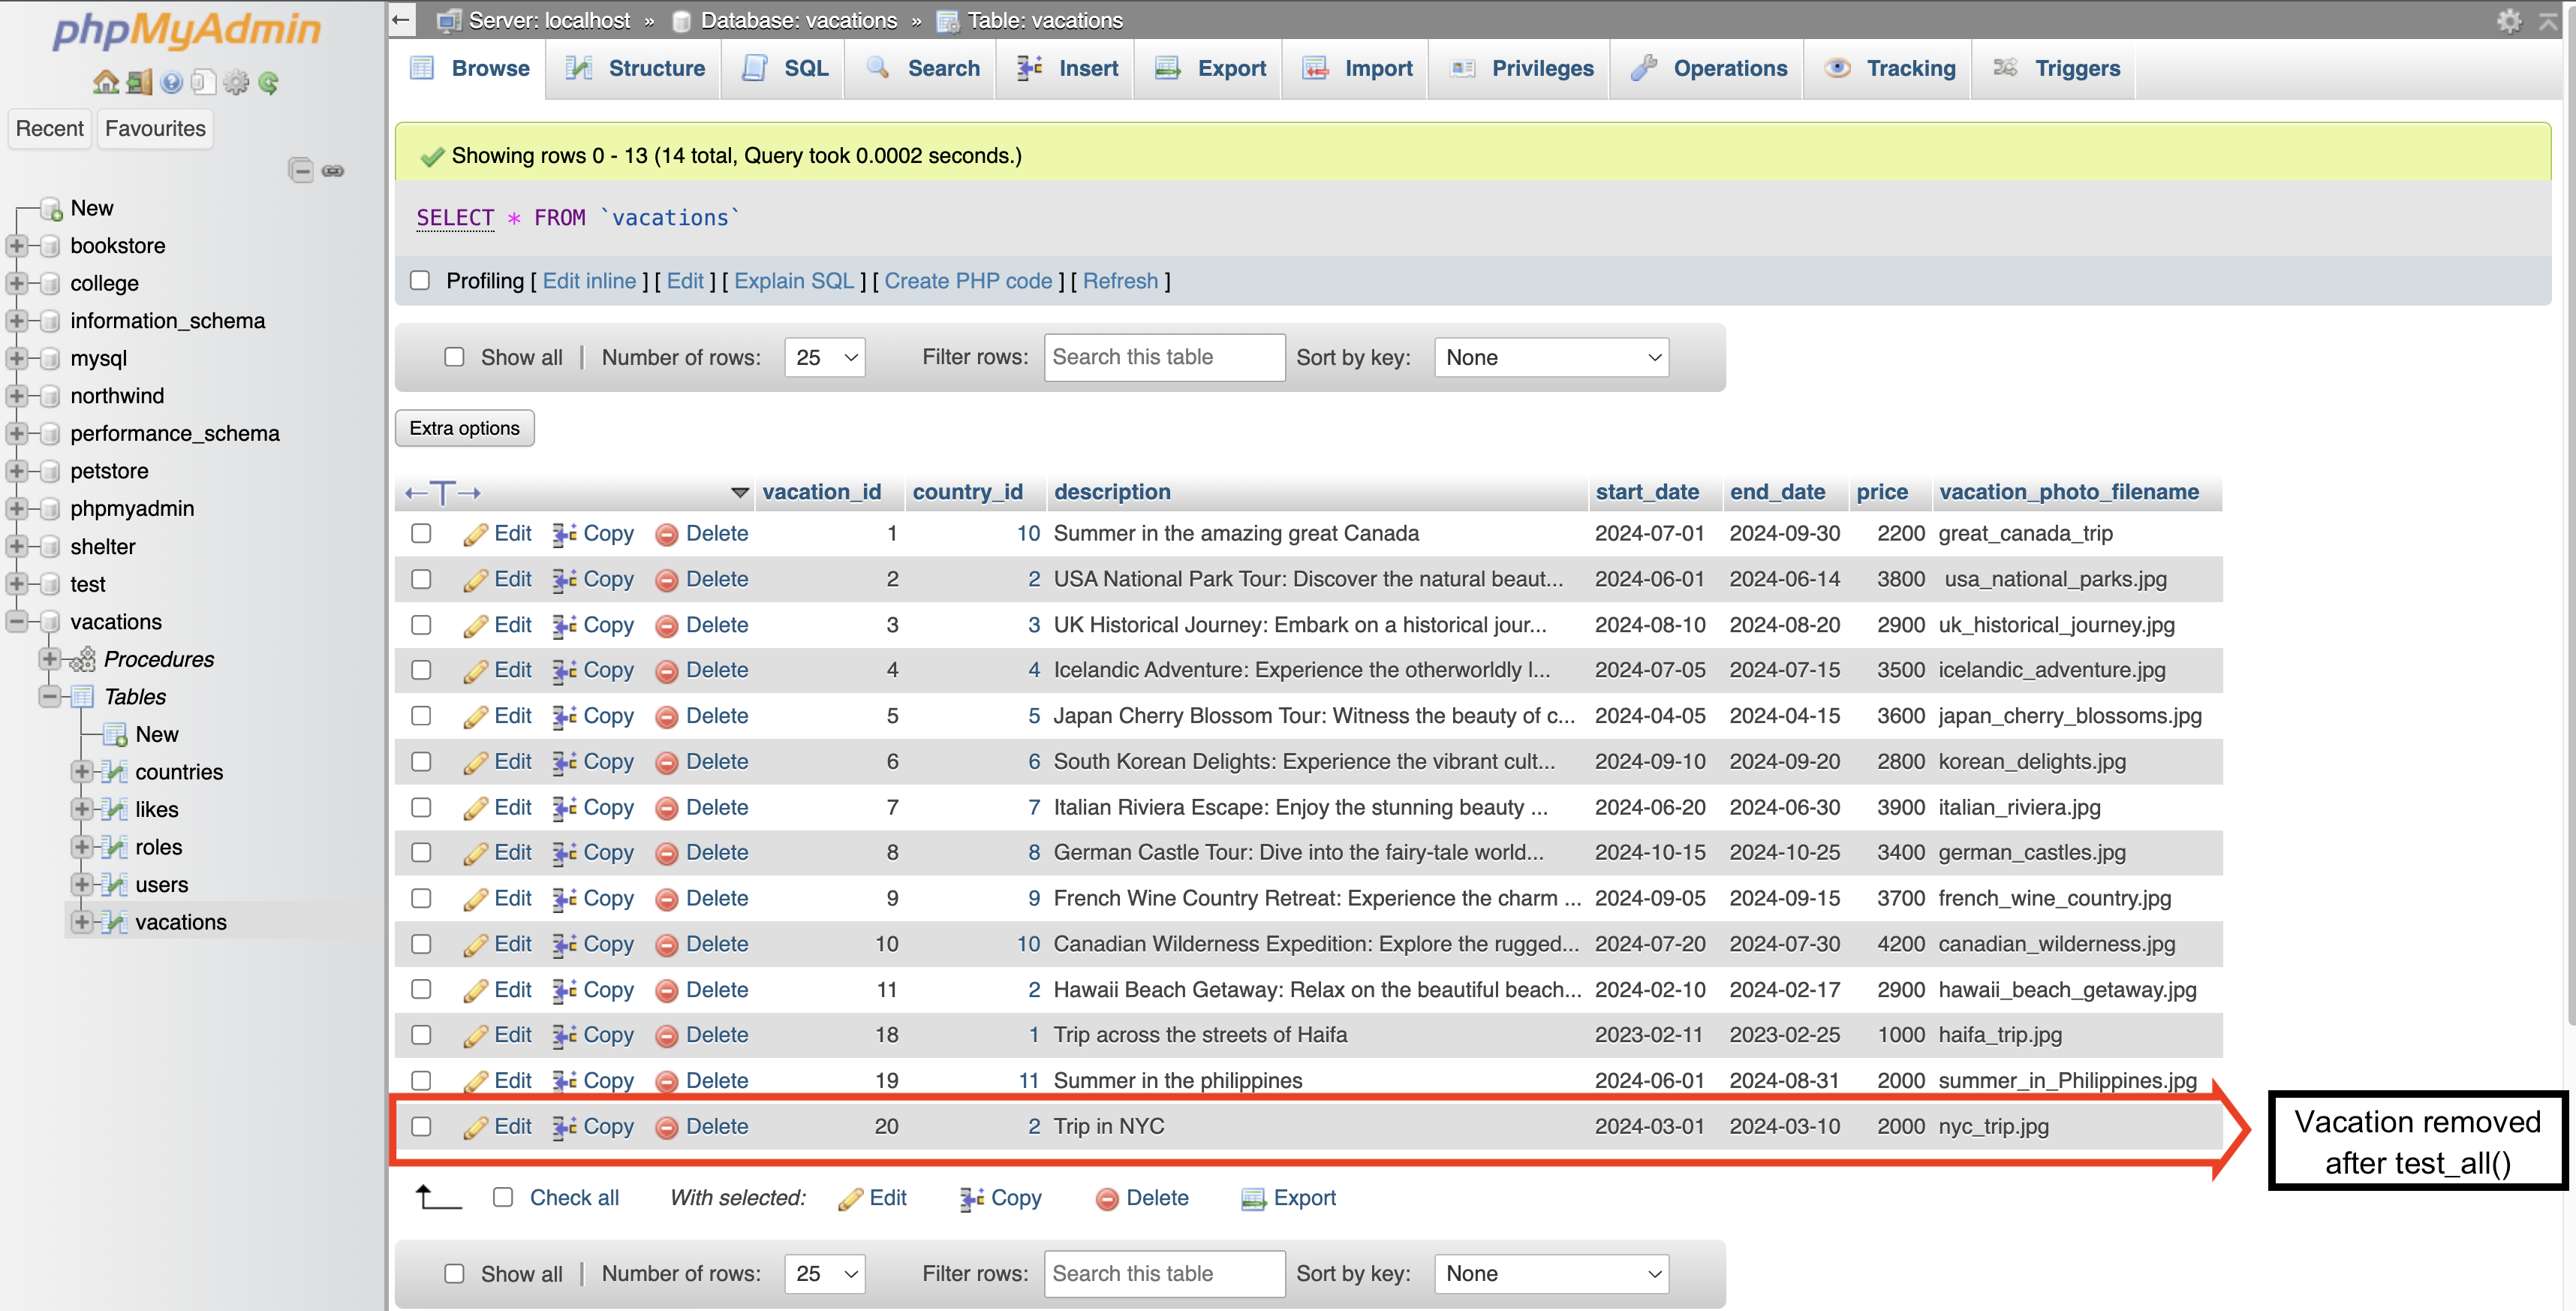 phpMyAdmin
Recent Favourites
New
bookstore
college
information_schema
mysql
northwind
performance_schema
petstore
phpmyadmin
shelter
test
vacations
Procedures
Tables
New
countries
likes
roles
users
vacations
Server: localhost » Database: vacations » Table: vacations
Browse Structure SQL Search Insert Export Import Privileges Operations Tracking Triggers
Showing rows 0 - 13 (14 total, Query took 0.0002 seconds.)
SELECT * FROM `vacations`
Profiling [ Edit inline ] [ Edit ] [ Explain SQL ] [ Create PHP code ] [ Refresh ]
Show all | Number of rows: 25 Filter rows: Search this table Sort by key: None
Extra options
←T→ vacation_id country_id description start_date end_date price vacation_photo_filename
Edit Copy Delete 1 10 Summer in the amazing great Canada 2024-07-01 2024-09-30 2200 great_canada_trip
Edit Copy Delete 2 2 USA National Park Tour: Discover the natural beaut... 2024-06-01 2024-06-14 3800 usa_national_parks.jpg
Edit Copy Delete 3 3 UK Historical Journey: Embark on a historical jour... 2024-08-10 2024-08-20 2900 uk_historical_journey.jpg
Edit Copy Delete 4 4 Icelandic Adventure: Experience the otherworldly l... 2024-07-05 2024-07-15 3500 icelandic_adventure.jpg
Edit Copy Delete 5 5 Japan Cherry Blossom Tour: Witness the beauty of c... 2024-04-05 2024-04-15 3600 japan_cherry_blossoms.jpg
Edit Copy Delete 6 6 South Korean Delights: Experience the vibrant cult... 2024-09-10 2024-09-20 2800 korean_delights.jpg
Edit Copy Delete 7 7 Italian Riviera Escape: Enjoy the stunning beauty ... 2024-06-20 2024-06-30 3900 italian_riviera.jpg
Edit Copy Delete 8 8 German Castle Tour: Dive into the fairy-tale world... 2024-10-15 2024-10-25 3400 german_castles.jpg
Edit Copy Delete 9 9 French Wine Country Retreat: Experience the charm ... 2024-09-05 2024-09-15 3700 french_wine_country.jpg
Edit Copy Delete 10 10 Canadian Wilderness Expedition: Explore the rugged... 2024-07-20 2024-07-30 4200 canadian_wilderness.jpg
Edit Copy Delete 11 2 Hawaii Beach Getaway: Relax on the beautiful beach... 2024-02-10 2024-02-17 2900 hawaii_beach_getaway.jpg
Edit Copy Delete 18 1 Trip across the streets of Haifa 2023-02-11 2023-02-25 1000 haifa_trip.jpg
Edit Copy Delete 19 11 Summer in the philippines 2024-06-01 2024-08-31 2000 summer_in_Philippines.jpg
Edit Copy Delete 20 2 Trip in NYC 2024-03-01 2024-03-10 2000 nyc_trip.jpg
Vacation removed
after test_all()
Check all With selected: Edit Copy Delete Export
Show all | Number of rows: 25 Filter rows: Search this table Sort by key: None